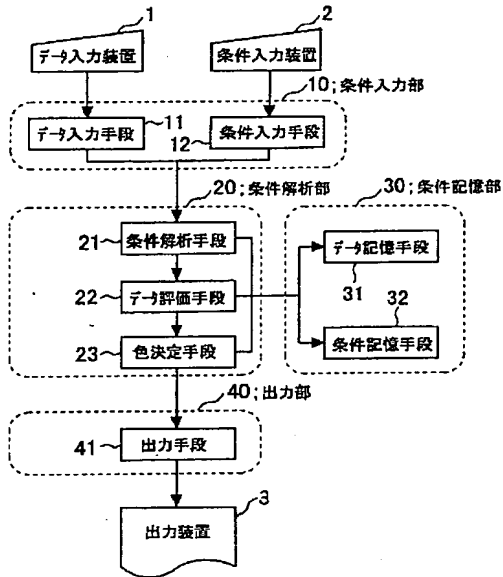 1
2
データ入力装置
条件入力装置
10;条件入力部
データ入力手段
11
条件入力手段
12
20;条件解析部
30;条件記憶部
21
条件解析手段
データ記憶手段
31
22
データ評価手段
32
条件記憶手段
23
色決定手段
40;出力部
41
出力手段
3
出力装置